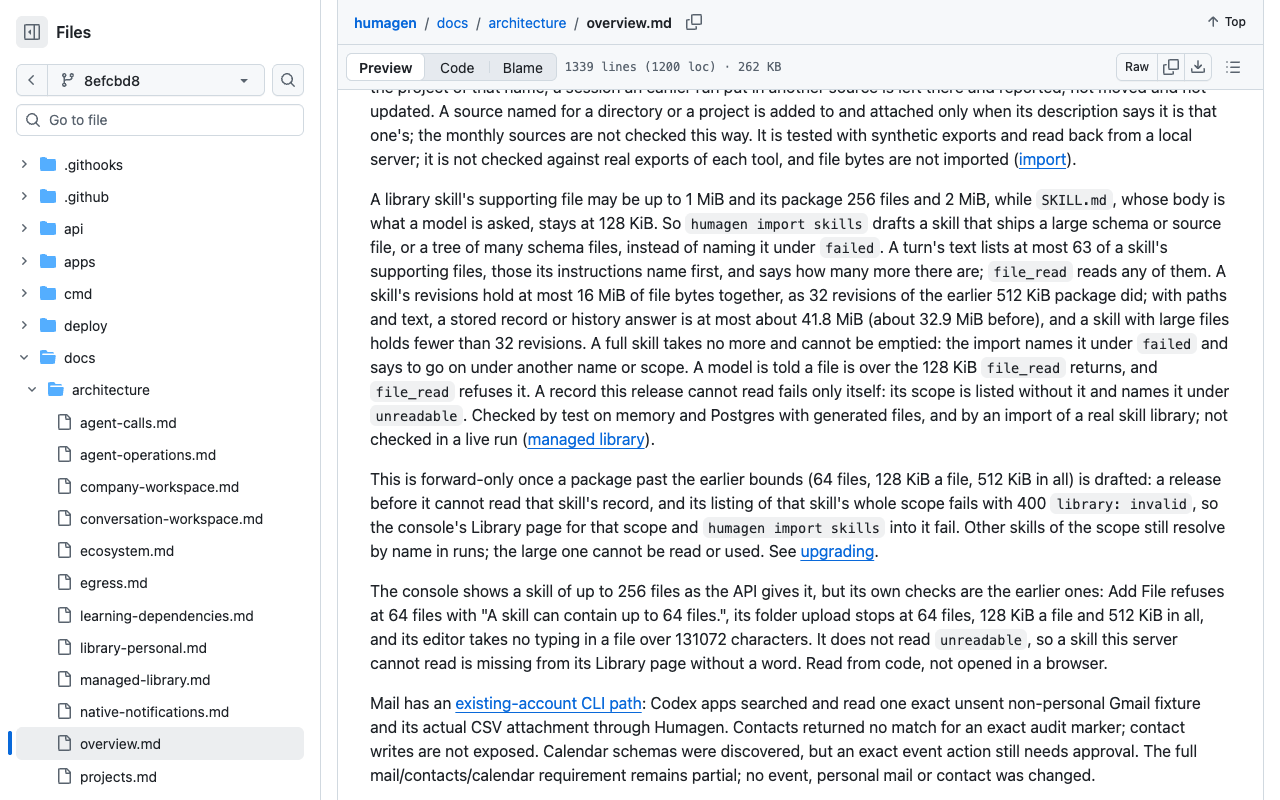 Files
8efcbd8
Go to file
.githooks
.github
api
apps
cmd
deploy
docs
architecture
agent-calls.md
agent-operations.md
company-workspace.md
conversation-workspace.md
ecosystem.md
egress.md
learning-dependencies.md
library-personal.md
managed-library.md
native-notifications.md
overview.md
projects.md
humagen / docs / architecture / overview.md
Top
Preview Code Blame 1339 lines (1200 loc) · 262 KB Raw
the project of that name; a session an earlier run put in another source is left there and reported, not moved and not
updated. A source named for a directory or a project is added to and attached only when its description says it is that
one's; the monthly sources are not checked this way. It is tested with synthetic exports and read back from a local
server; it is not checked against real exports of each tool, and file bytes are not imported (import).
A library skill's supporting file may be up to 1 MiB and its package 256 files and 2 MiB, while SKILL.md, whose body is
what a model is asked, stays at 128 KiB. So humagen import skills drafts a skill that ships a large schema or source
file, or a tree of many schema files, instead of naming it under failed. A turn's text lists at most 63 of a skill's
supporting files, those its instructions name first, and says how many more there are; file_read reads any of them. A
skill's revisions hold at most 16 MiB of file bytes together, as 32 revisions of the earlier 512 KiB package did; with paths
and text, a stored record or history answer is at most about 41.8 MiB (about 32.9 MiB before), and a skill with large files
holds fewer than 32 revisions. A full skill takes no more and cannot be emptied: the import names it under failed and
says to go on under another name or scope. A model is told a file is over the 128 KiB file_read returns, and
file_read refuses it. A record this release cannot read fails only itself: its scope is listed without it and names it under
unreadable. Checked by test on memory and Postgres with generated files, and by an import of a real skill library; not
checked in a live run (managed library).
This is forward-only once a package past the earlier bounds (64 files, 128 KiB a file, 512 KiB in all) is drafted: a release
before it cannot read that skill's record, and its listing of that skill's whole scope fails with 400 library: invalid, so
the console's Library page for that scope and humagen import skills into it fail. Other skills of the scope still resolve
by name in runs; the large one cannot be read or used. See upgrading.
The console shows a skill of up to 256 files as the API gives it, but its own checks are the earlier ones: Add File refuses
at 64 files with "A skill can contain up to 64 files.", its folder upload stops at 64 files, 128 KiB a file and 512 KiB in all,
and its editor takes no typing in a file over 131072 characters. It does not read unreadable, so a skill this server
cannot read is missing from its Library page without a word. Read from code, not opened in a browser.
Mail has an existing-account CLI path: Codex apps searched and read one exact unsent non-personal Gmail fixture
and its actual CSV attachment through Humagen. Contacts returned no match for an exact audit marker; contact
writes are not exposed. Calendar schemas were discovered, but an exact event action still needs approval. The full
mail/contacts/calendar requirement remains partial; no event, personal mail or contact was changed.